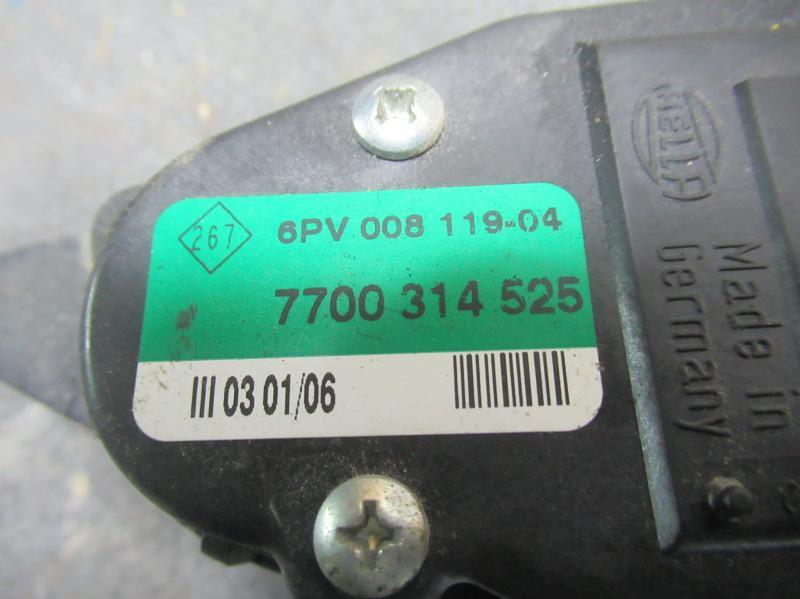 267
6PV 008 119-04
7700 314 525
III 03 01/06
HELLA
Made in
Germany